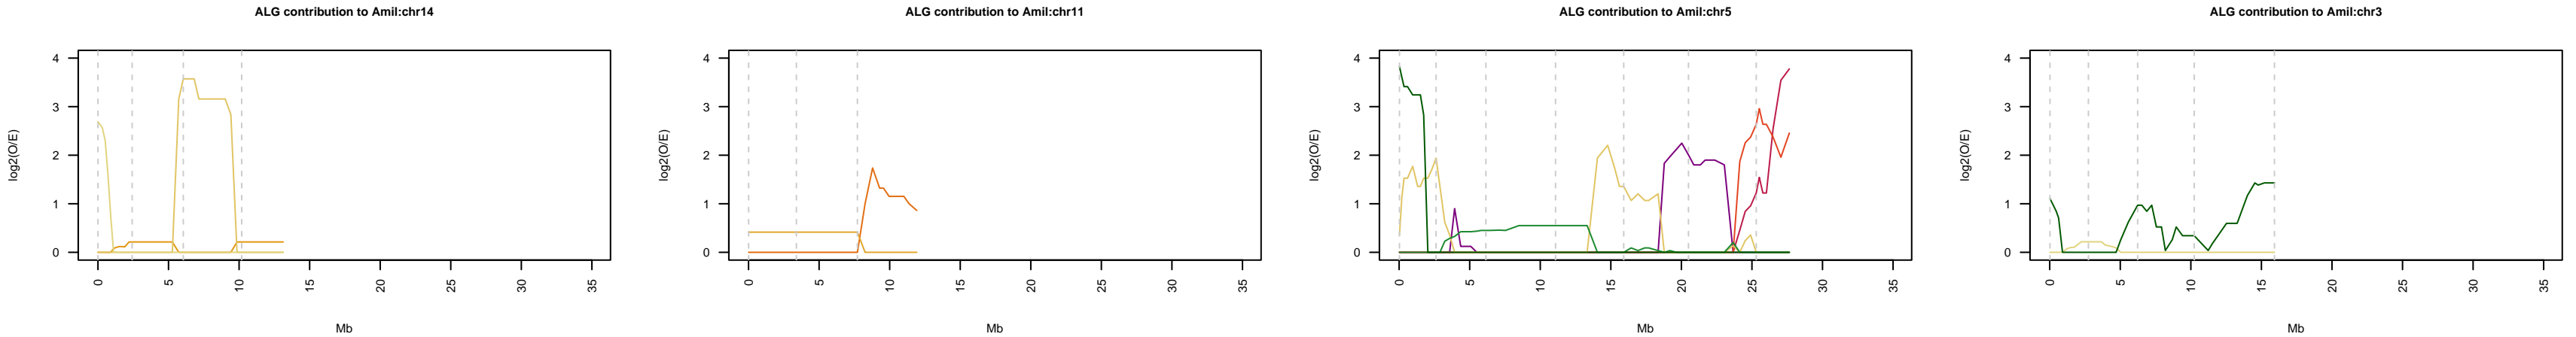 ALG contribution to Amil:chr14
4
3
2
1
0
log2(O/E)
0 5 10 15 20 25 30 35
Mb
ALG contribution to Amil:chr11
4
3
2
1
0
log2(O/E)
0 5 10 15 20 25 30 35
Mb
ALG contribution to Amil:chr5
4
3
2
1
0
log2(O/E)
0 5 10 15 20 25 30 35
Mb
ALG contribution to Amil:chr3
4
3
2
1
0
log2(O/E)
0 5 10 15 20 25 30 35
Mb